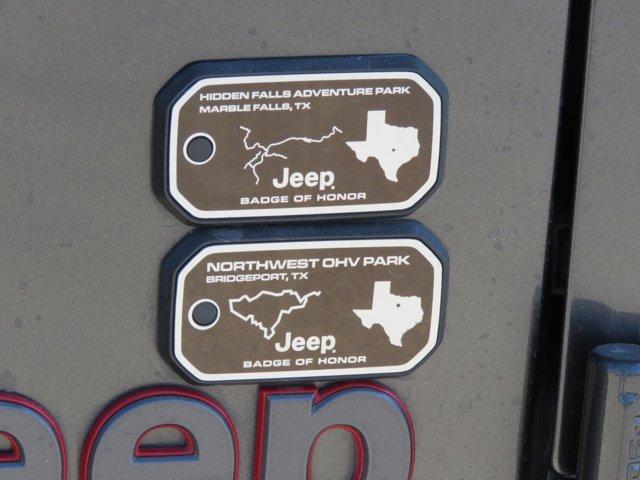 HIDDEN FALLS ADVENTURE PARK
MARBLE FALLS, TX
Jeep
BADGE OF HONOR
NORTHWEST OHV PARK
BRIDGEPORT, TX
Jeep
BADGE OF HONOR
eep